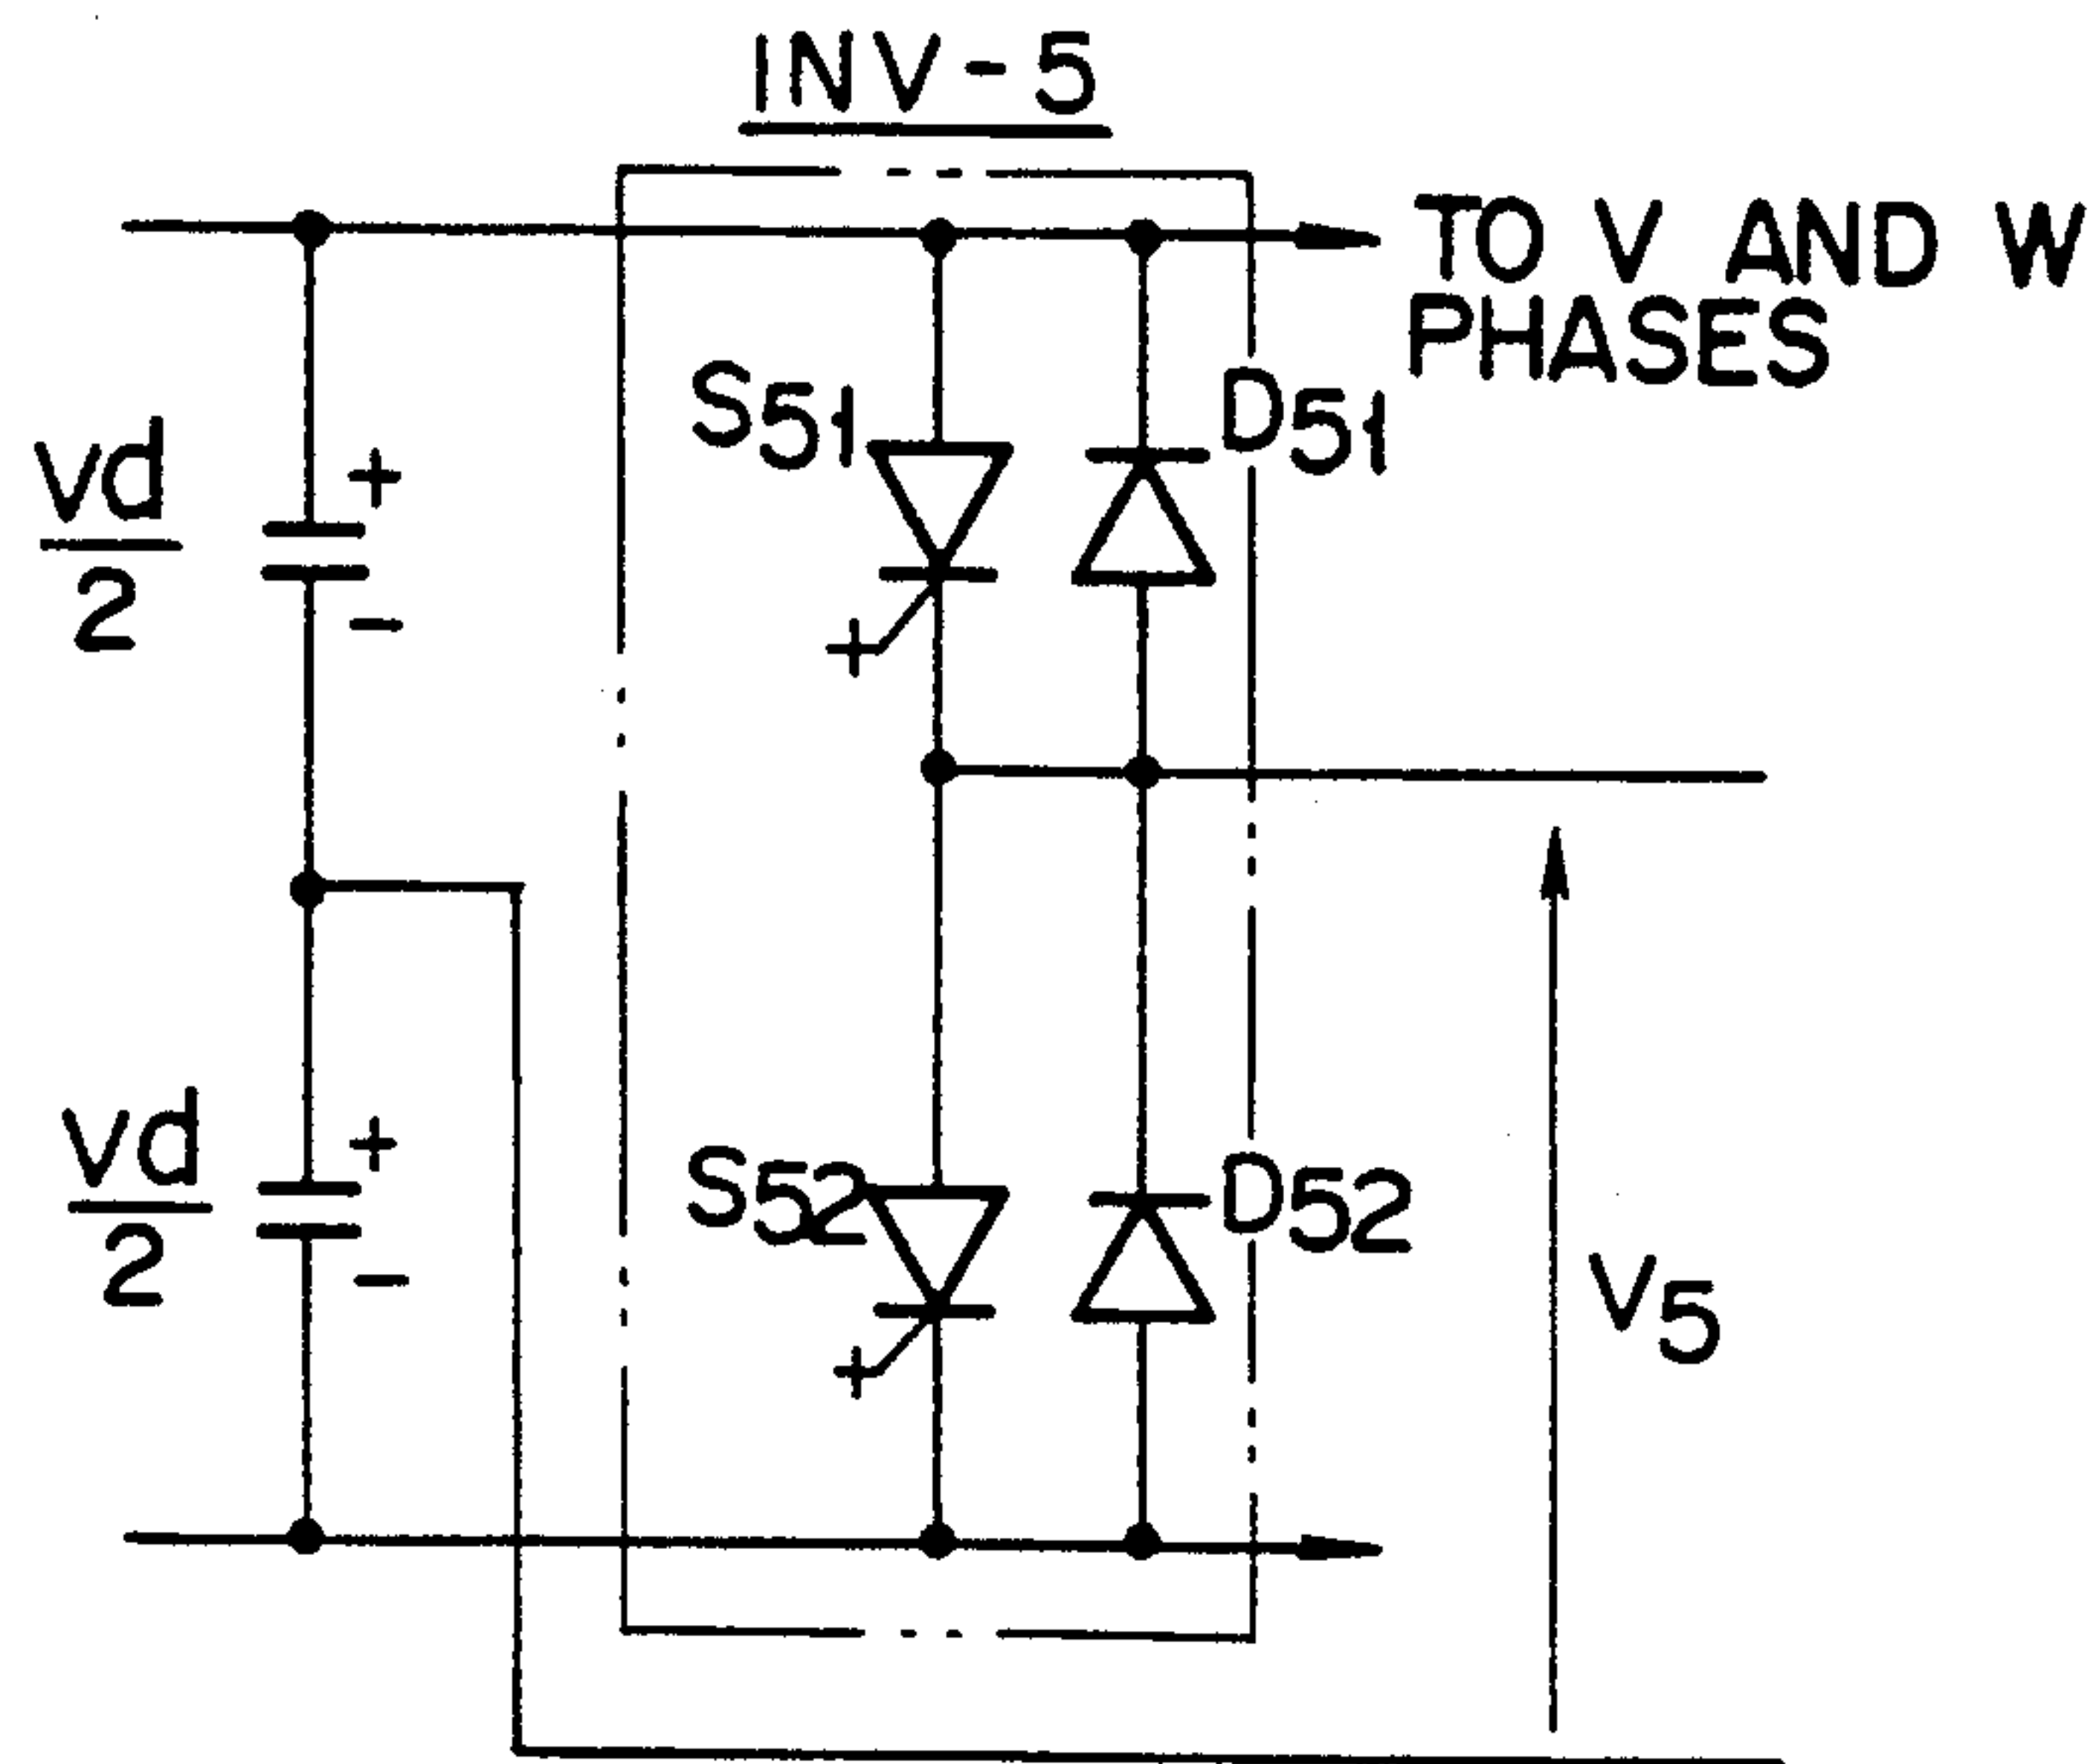 INV-5
TO V AND W
PHASES
S51
D51
Vd
2
+
-
+
Vd
2
+
-
S52
D52
+
V5